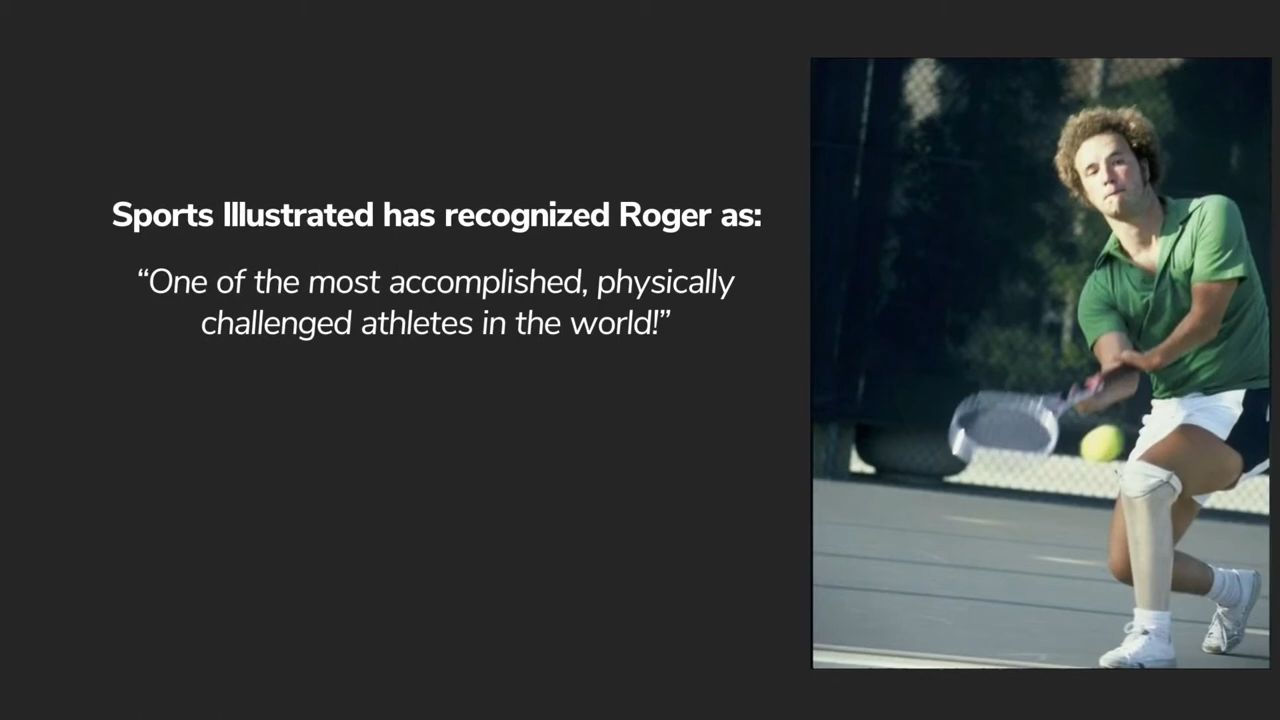 Sports Illustrated has recognized Roger as:
“One of the most accomplished, physically
challenged athletes in the world!”